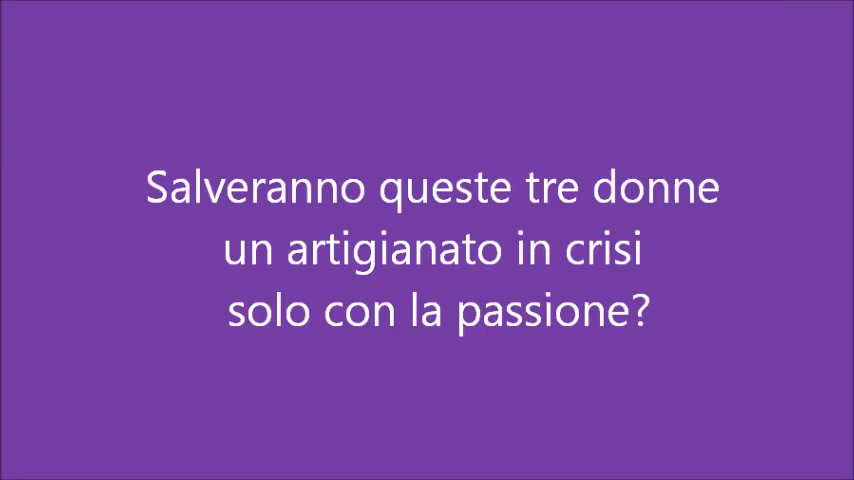 Salveranno queste tre donne
un artigianato in crisi
solo con la passione?